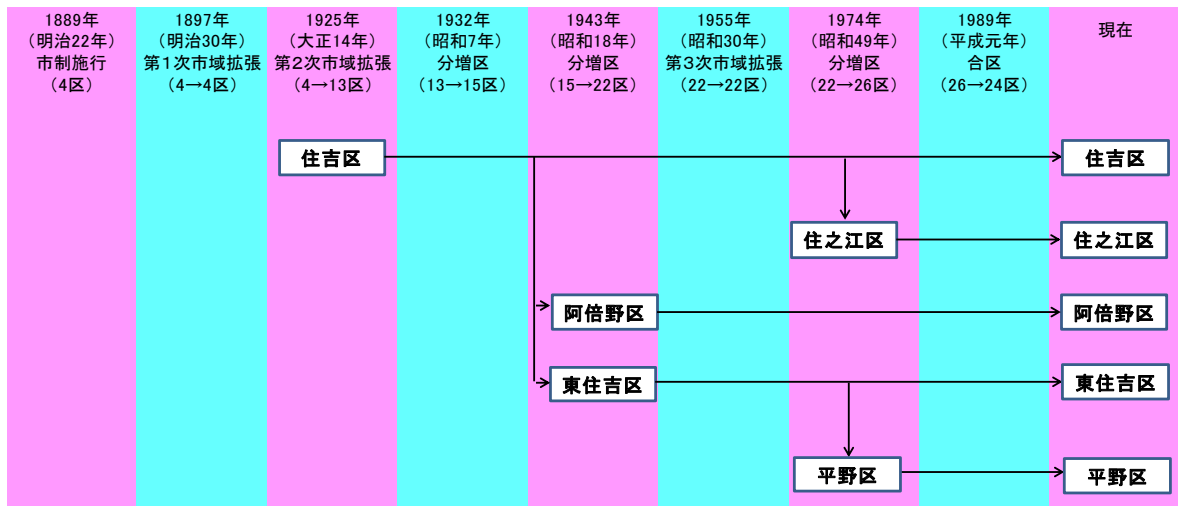 1889年
（明治22年）
市制施行
（4区）
1897年
（明治30年）
第１次市域拡張
（4→4区）
1925年
（大正14年）
第２次市域拡張
（4→13区）
1932年
（昭和7年）
分増区
（13→15区）
1943年
（昭和18年）
分増区
（15→22区）
1955年
（昭和30年）
第３次市域拡張
（22→22区）
1974年
（昭和49年）
分増区
（22→26区）
1989年
（平成元年）
合区
（26→24区）
現在
住吉区
住吉区
住之江区
住之江区
阿倍野区
阿倍野区
東住吉区
東住吉区
平野区
平野区